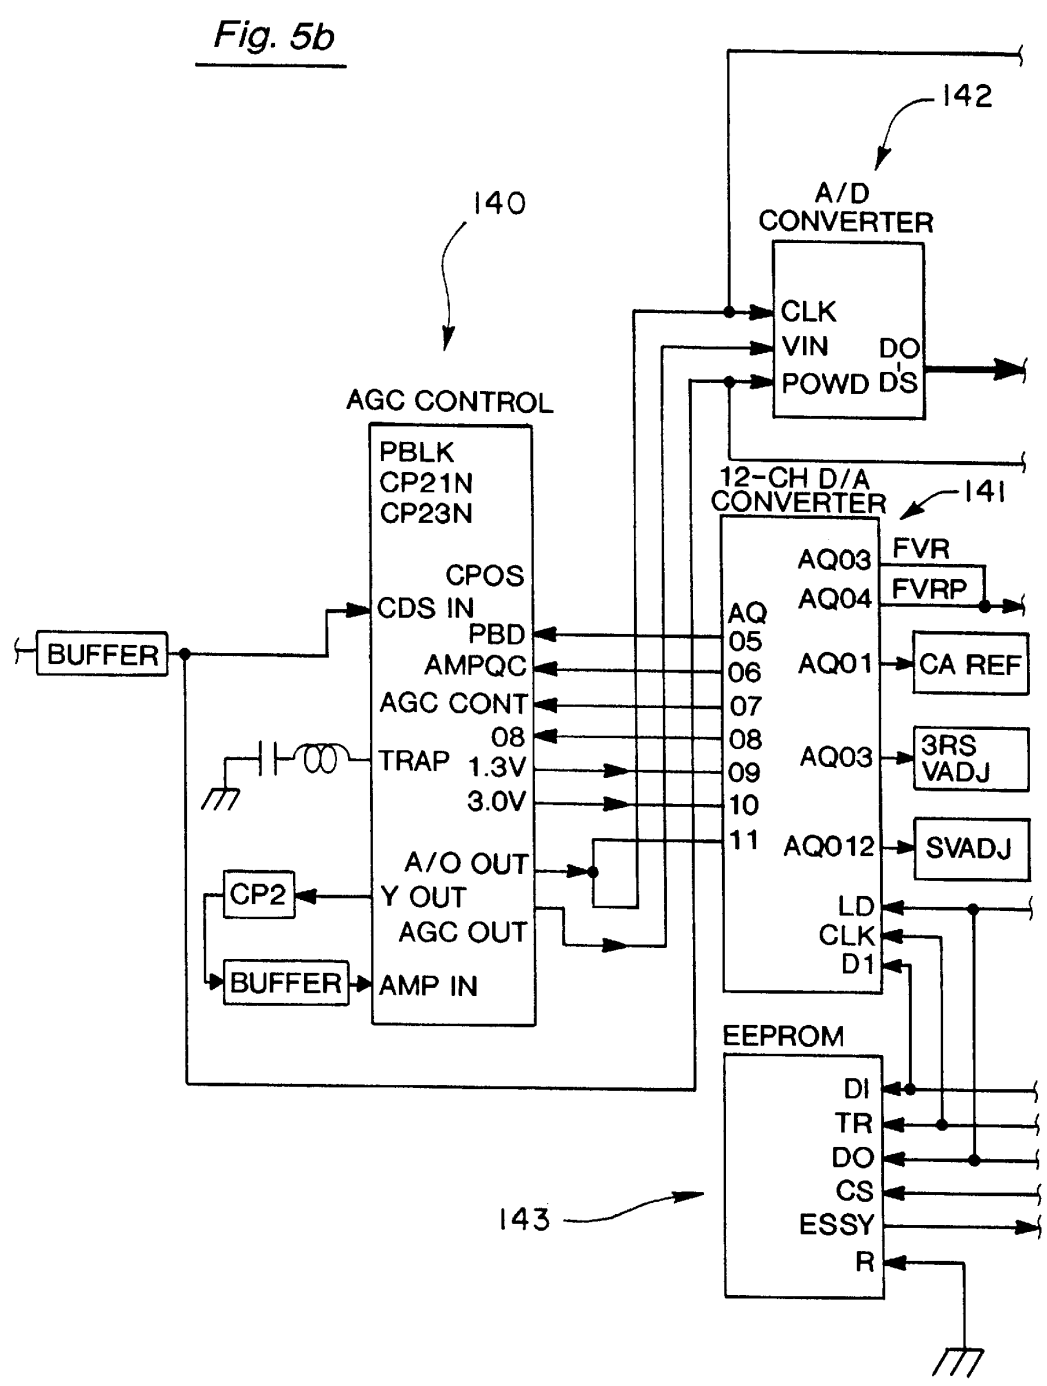 Fig. 5b
142
A/D
CONVERTER
CLK
VIN
DO
POWD
DS
140
AGC CONTROL
PBLK
CP21N
CP23N
CPOS
CDS IN
PBD
AMPQC
AGC CONT
08
TRAP
1.3V
3.0V
A/O OUT
Y OUT
AGC OUT
AMP IN
BUFFER
CP2
BUFFER
12-CH D/A
CONVERTER
141
AQ03
FVR
AQ04
FVRP
AQ
05
06
07
08
09
10
11
AQ01
CA REF
AQ03
3RS
VADJ
AQ012
SVADJ
LD
CLK
D1
EEPROM
DI
TR
DO
CS
ESSY
R
143